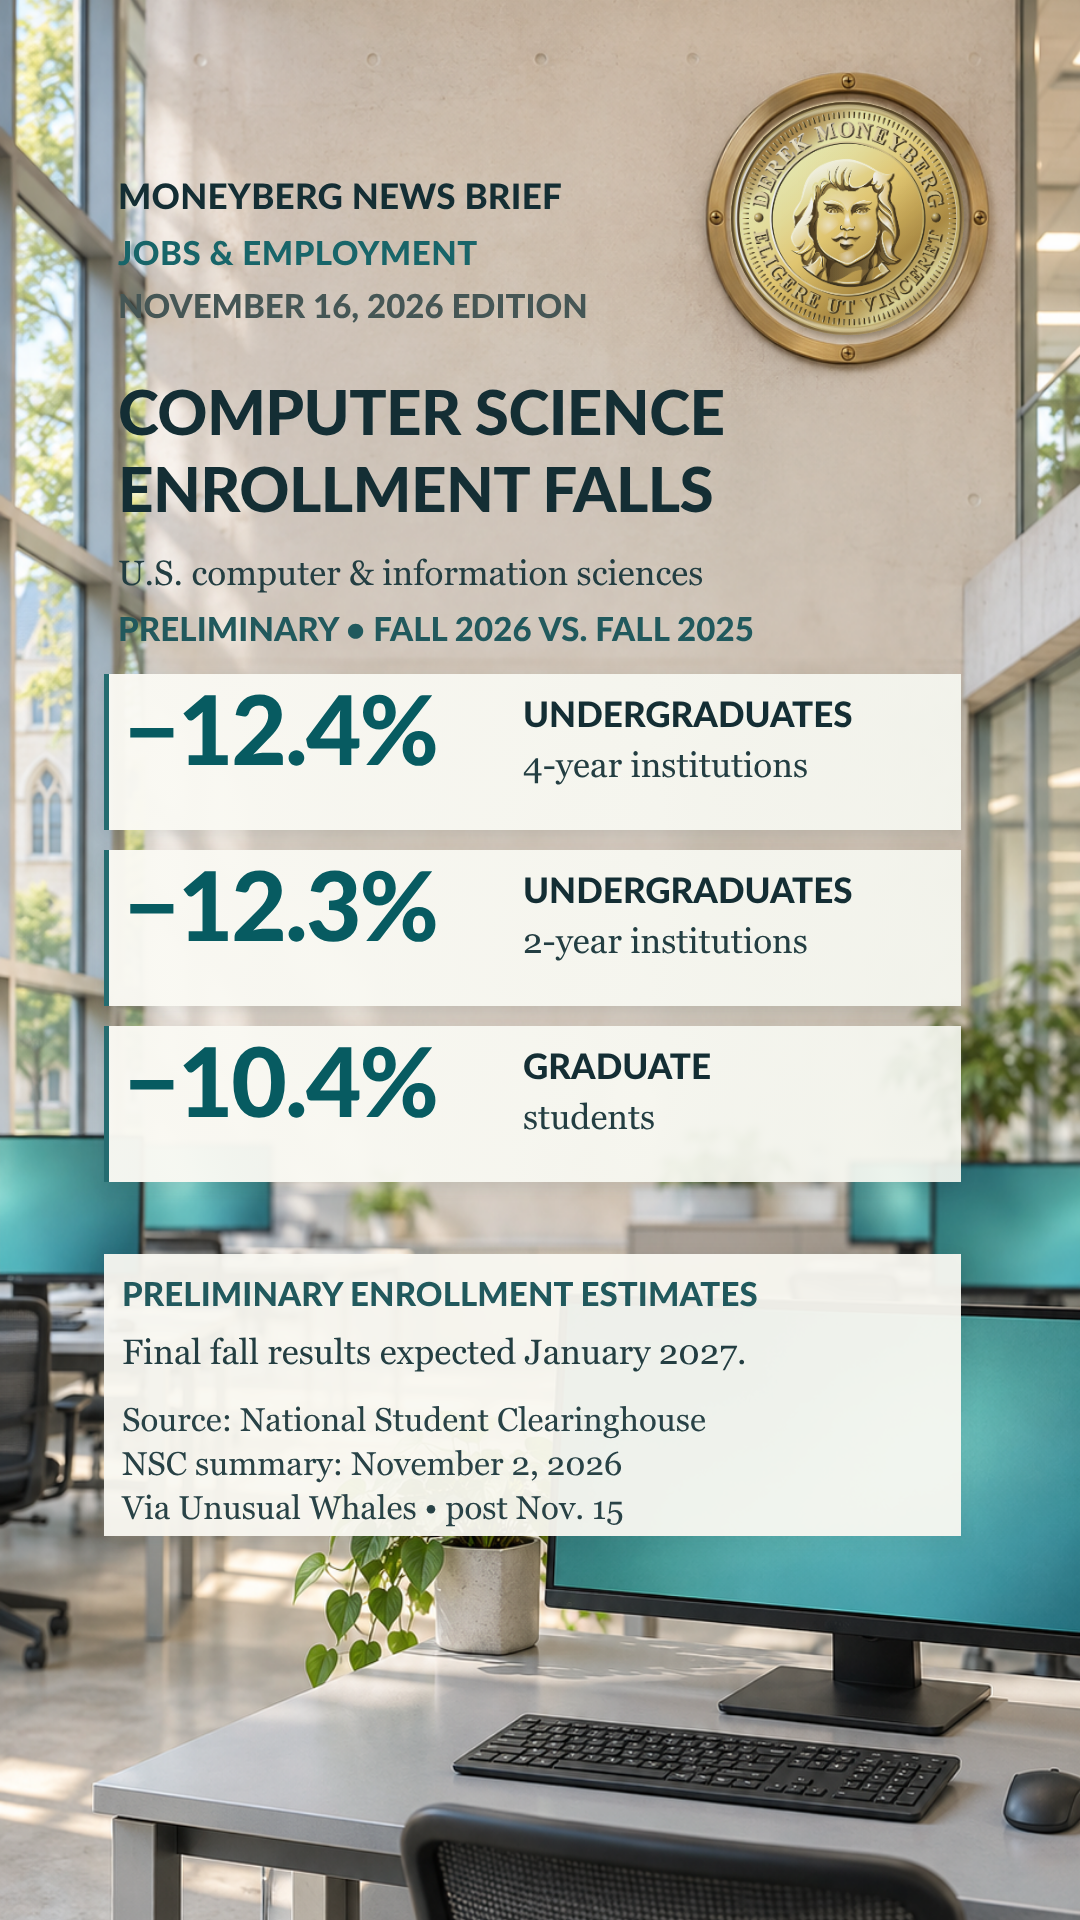 DEREK MONEYBERG
ELIGERE UT VINCERET
MONEYBERG NEWS BRIEF
JOBS & EMPLOYMENT
NOVEMBER 16, 2026 EDITION
COMPUTER SCIENCE
ENROLLMENT FALLS
U.S. computer & information sciences
PRELIMINARY • FALL 2026 VS. FALL 2025
−12.4%
UNDERGRADUATES
4-year institutions
−12.3%
UNDERGRADUATES
2-year institutions
−10.4%
GRADUATE
students
PRELIMINARY ENROLLMENT ESTIMATES
Final fall results expected January 2027.
Source: National Student Clearinghouse
NSC summary: November 2, 2026
Via Unusual Whales • post Nov. 15